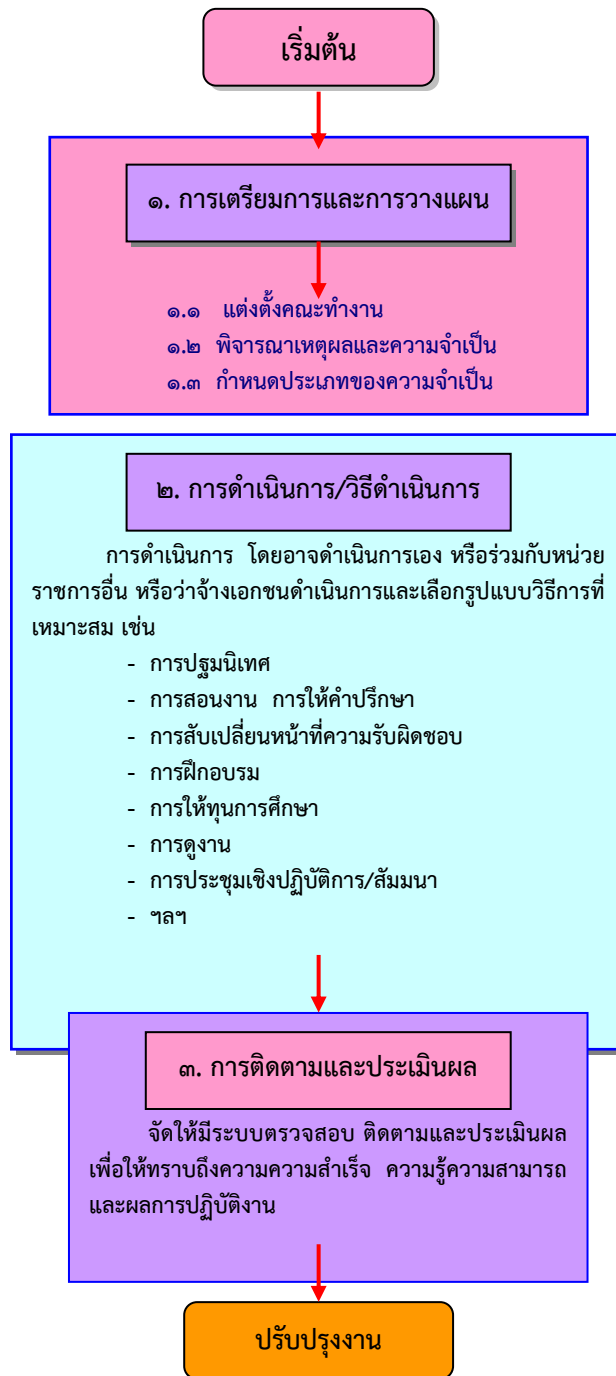 เริ่มต้น
๑. การเตรียมการและการวางแผน
๑.๑ แต่งตั้งคณะทำงาน
๑.๒ พิจารณาเหตุผลและความจำเป็น
๑.๓ กำหนดประเภทของความจำเป็น
๒. การดำเนินการ/วิธีดำเนินการ
การดำเนินการ โดยอาจดำเนินการเอง หรือร่วมกับหน่วย
ราชการอื่น หรือว่าจ้างเอกชนดำเนินการและเลือกรูปแบบวิธีการที่
เหมาะสม เช่น
- การปฐมนิเทศ
- การสอนงาน การให้คำปรึกษา
- การสับเปลี่ยนหน้าที่ความรับผิดชอบ
- การฝึกอบรม
- การให้ทุนการศึกษา
- การดูงาน
- การประชุมเชิงปฏิบัติการ/สัมมนา
- ฯลฯ
๓. การติดตามและประเมินผล
จัดให้มีระบบตรวจสอบ ติดตามและประเมินผล
เพื่อให้ทราบถึงความความสำเร็จ ความรู้ความสามารถ
และผลการปฏิบัติงาน
ปรับปรุงงาน